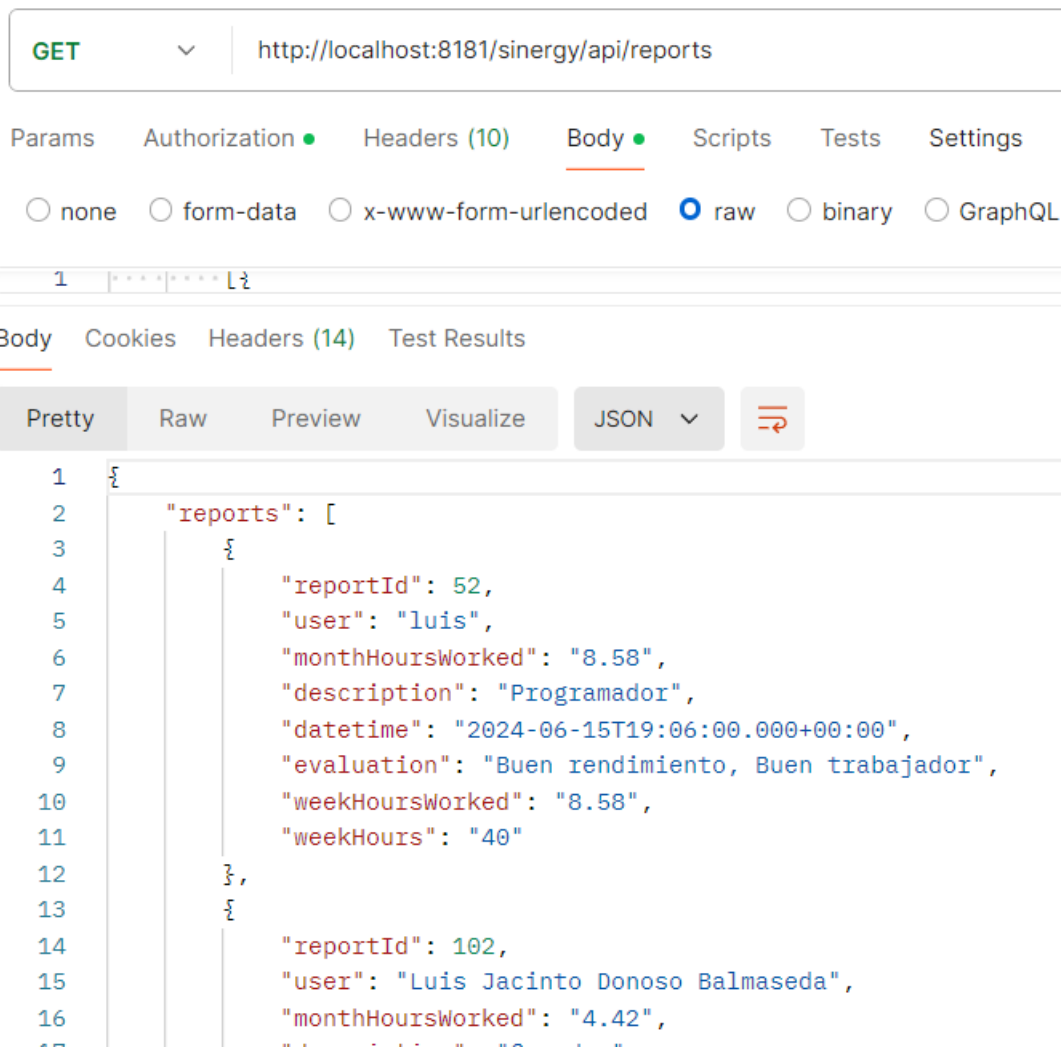 GET http://localhost:8181/sinergy/api/reports
Params Authorization Headers (10) Body Scripts Tests Settings
none form-data x-www-form-urlencoded raw binary GraphQL
1 [{
Body Cookies Headers (14) Test Results
Pretty Raw Preview Visualize JSON
1 {
2 "reports": [
3 {
4 "reportId": 52,
5 "user": "luis",
6 "monthHoursWorked": "8.58",
7 "description": "Programador",
8 "datetime": "2024-06-15T19:06:00.000+00:00",
9 "evaluation": "Buen rendimiento, Buen trabajador",
10 "weekHoursWorked": "8.58",
11 "weekHours": "40"
12 },
13 {
14 "reportId": 102,
15 "user": "Luis Jacinto Donoso Balmaseda",
16 "monthHoursWorked": "4.42",